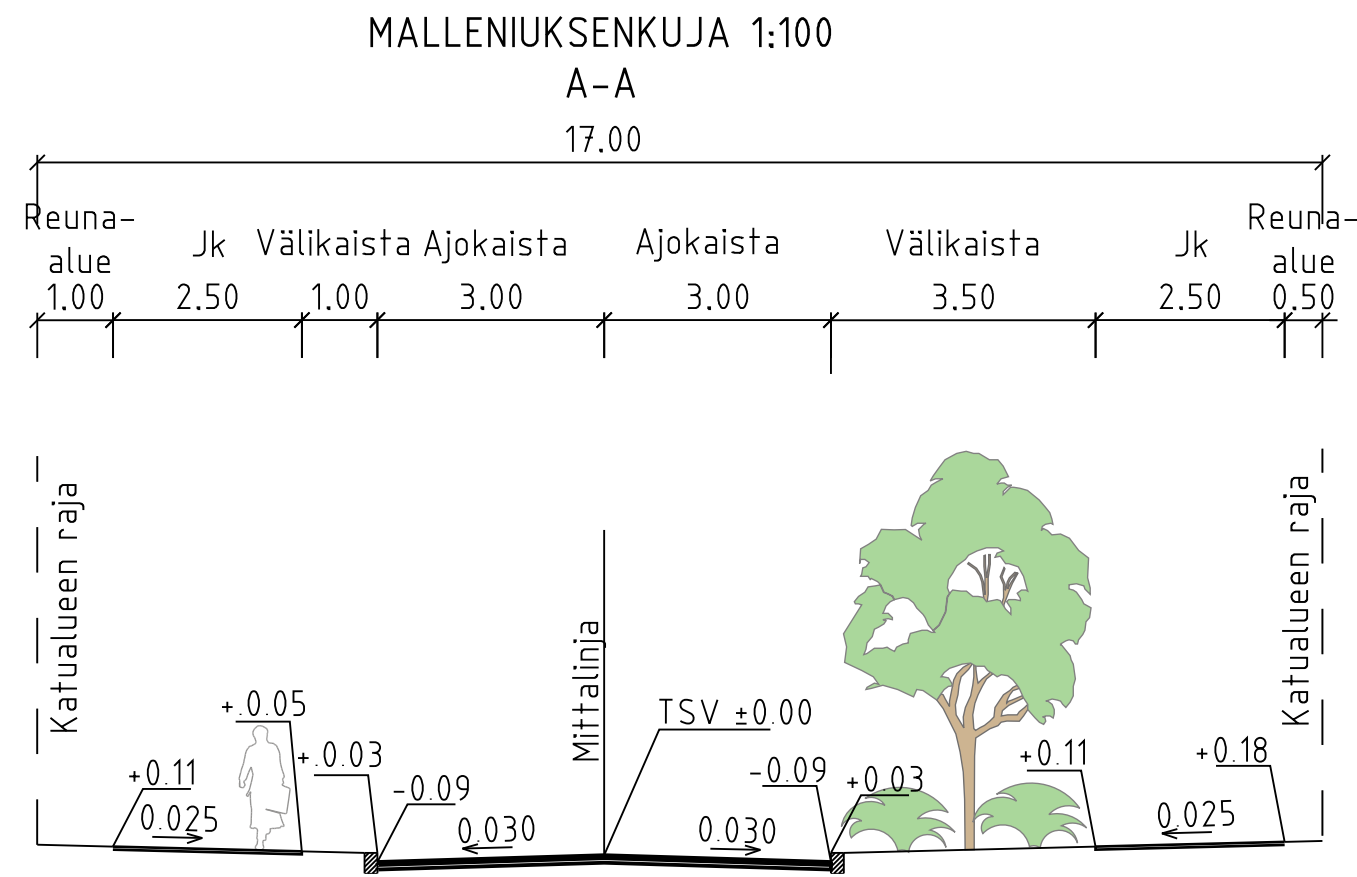 MALLENIUKSENKUJA 1:100
A-A
17.00
Reuna-
alue
1.00
Jk
2.50
Välikaista
1.00
Ajokaista
3.00
Ajokaista
3.00
Välikaista
3.50
Jk
2.50
Reuna-
alue
0.50
Katualueen raja
Mittalinja
Katualueen raja
+0.11
0.025
+0.05
+0.03
-0.09
0.030
TSV ±0.00
0.030
-0.09
+0.03
+0.11
0.025
+0.18